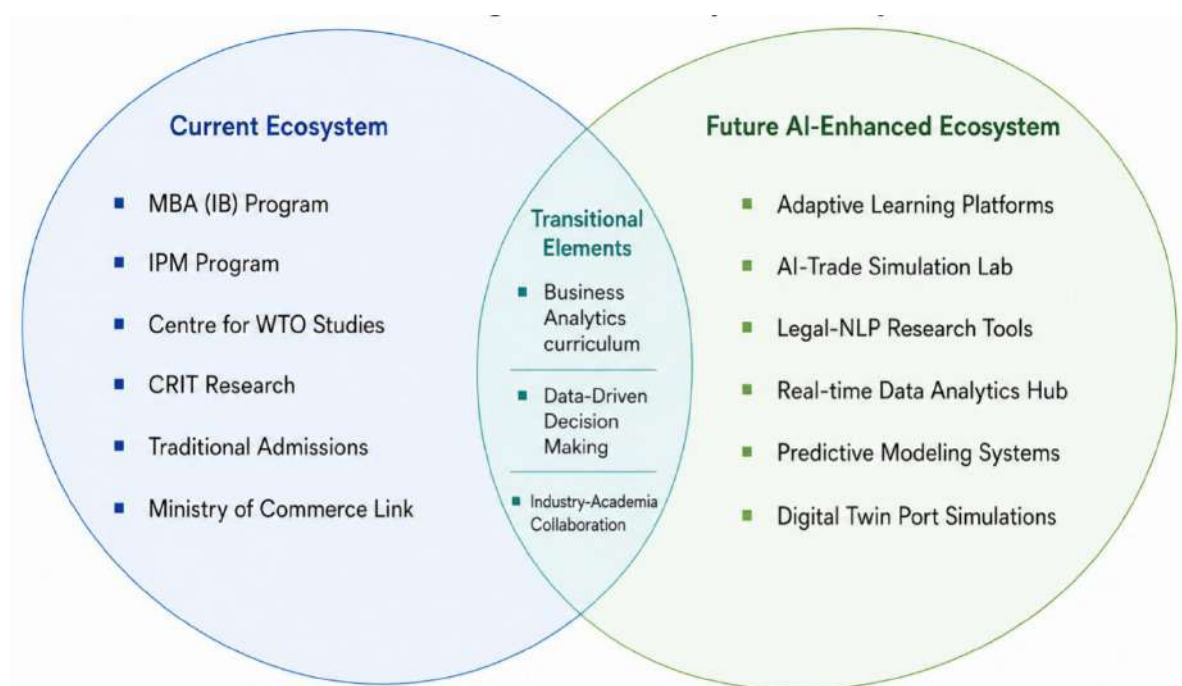 Current Ecosystem
■ MBA (IB) Program
■ IPM Program
■ Centre for WTO Studies
■ CRIT Research
■ Traditional Admissions
■ Ministry of Commerce Link
Transitional
Elements
■ Business
Analytics
curriculum
■ Data-Driven
Decision
Making
■ Industry-Academia
Collaboration
Future AI-Enhanced Ecosystem
■ Adaptive Learning Platforms
■ AI-Trade Simulation Lab
■ Legal-NLP Research Tools
■ Real-time Data Analytics Hub
■ Predictive Modeling Systems
■ Digital Twin Port Simulations